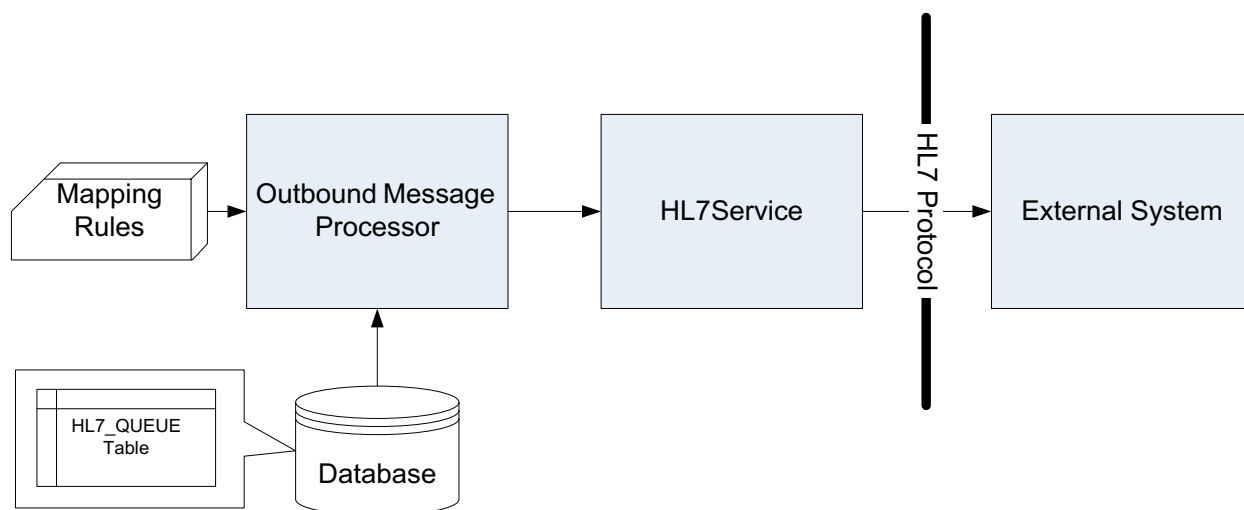 Mapping
Rules
Outbound Message
Processor
HL7Service
HL7 Protocol
External System
HL7_QUEUE
Table
Database